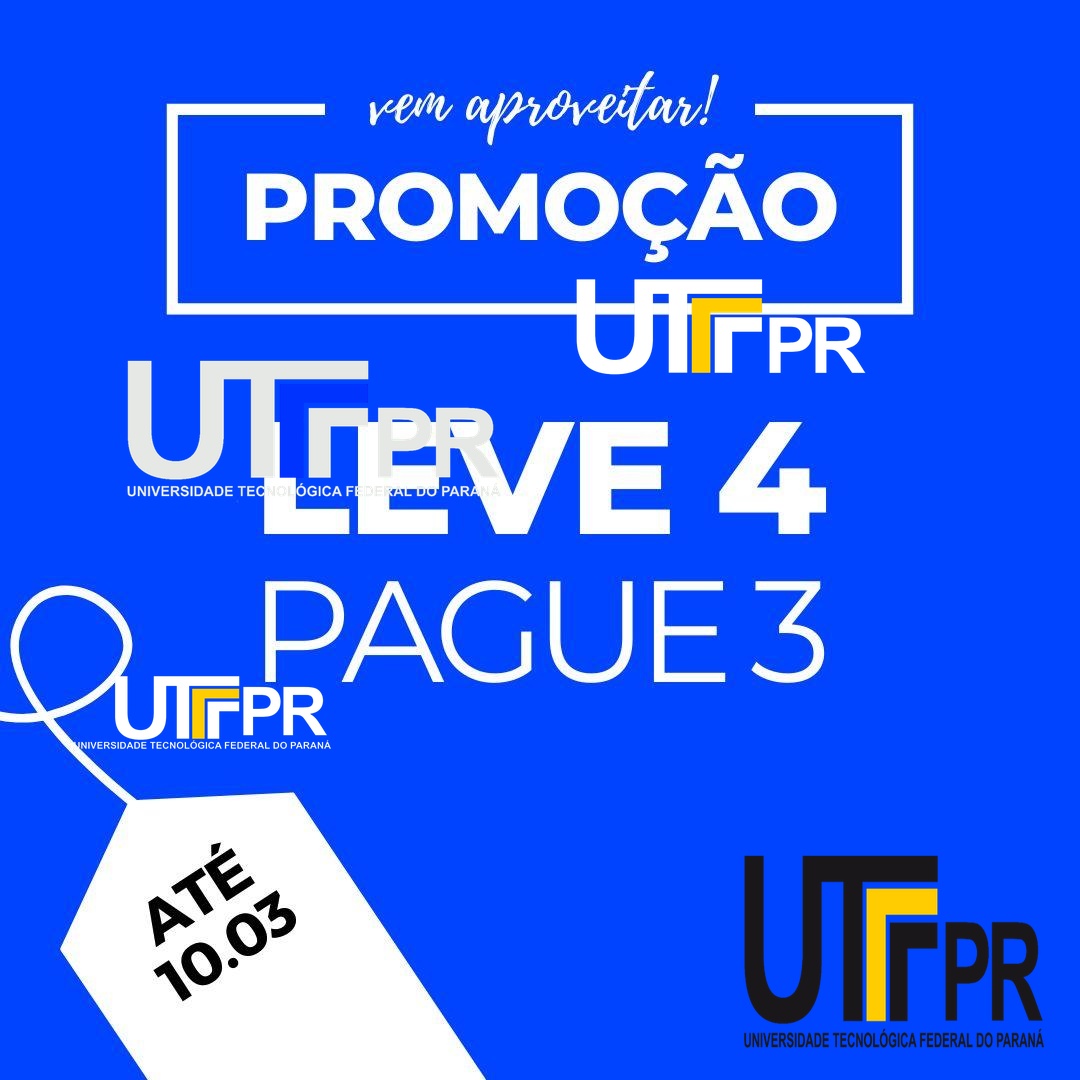 vem aproveitar!
PROMOÇÃO
UTFPR
UTFPR
UNIVERSIDADE TECNOLÓGICA FEDERAL DO PARANÁ
LEVE 4
PAGUE 3
UTFPR
UNIVERSIDADE TECNOLÓGICA FEDERAL DO PARANÁ
ATÉ
10.03
UTFPR
UNIVERSIDADE TECNOLÓGICA FEDERAL DO PARANÁ